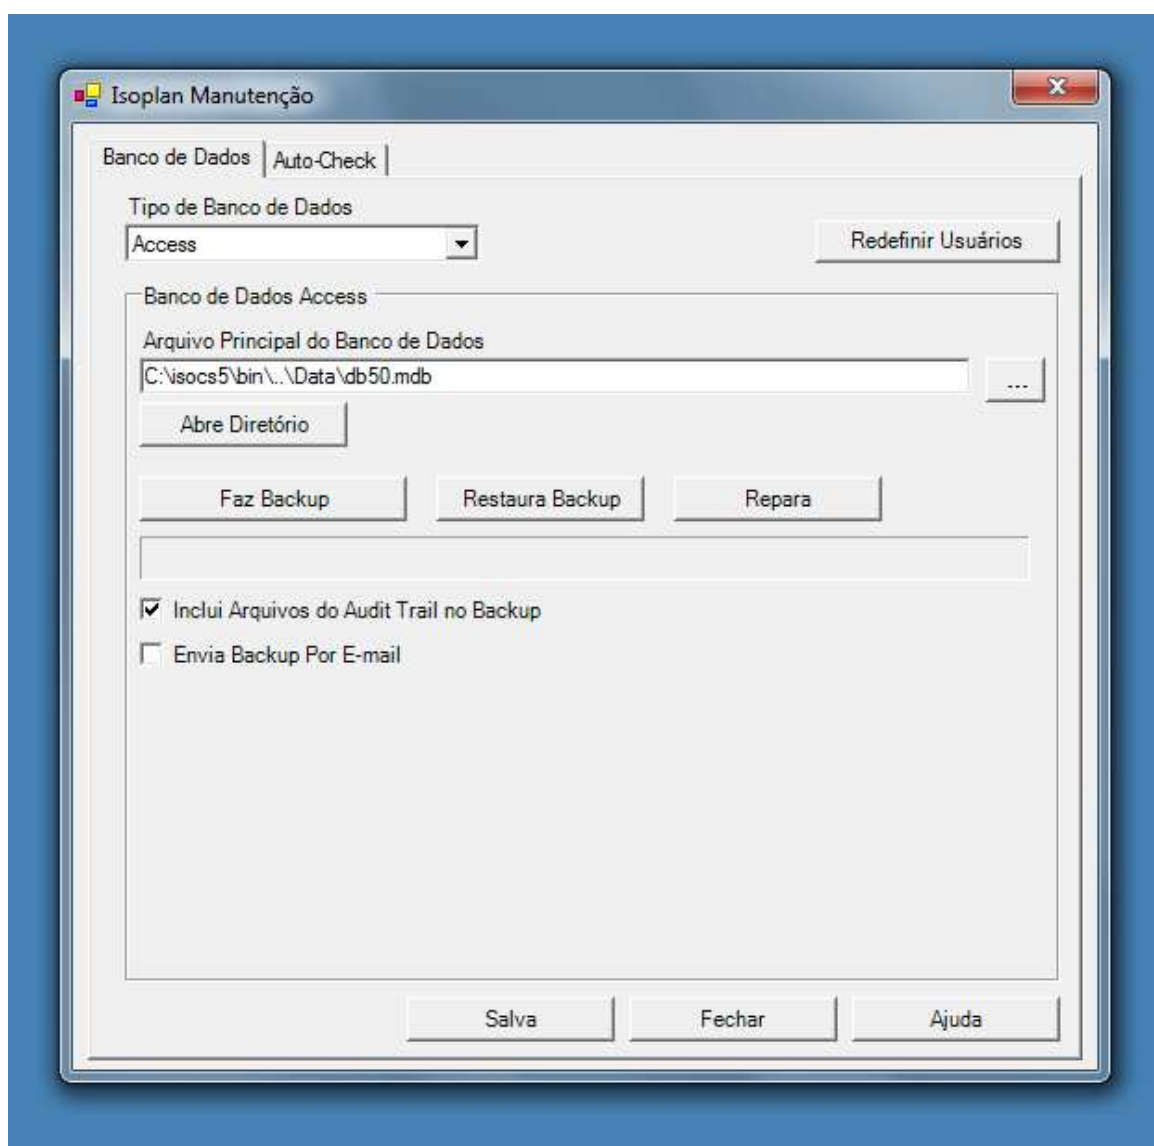 Isoplan Manutenção
Banco de Dados Auto-Check
Tipo de Banco de Dados
Access
Redefinir Usuários
Banco de Dados Access
Arquivo Principal do Banco de Dados
C:\isocs5\bin\..\Data\db50.mdb
...
Abre Diretório
Faz Backup Restaura Backup Repara
Inclui Arquivos do Audit Trail no Backup
Envia Backup Por E-mail
Salva Fechar Ajuda